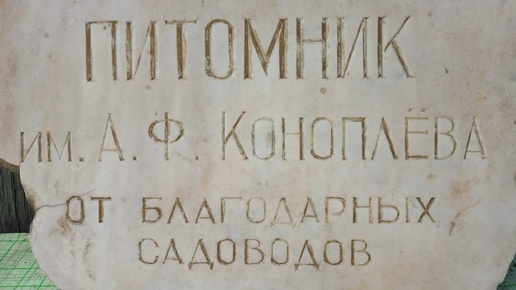 ПИТОМНИК
им. А. Ф. КОНОПЛЁВА
ОТ БЛАГОДАРНЫХ
САДОВОДОВ